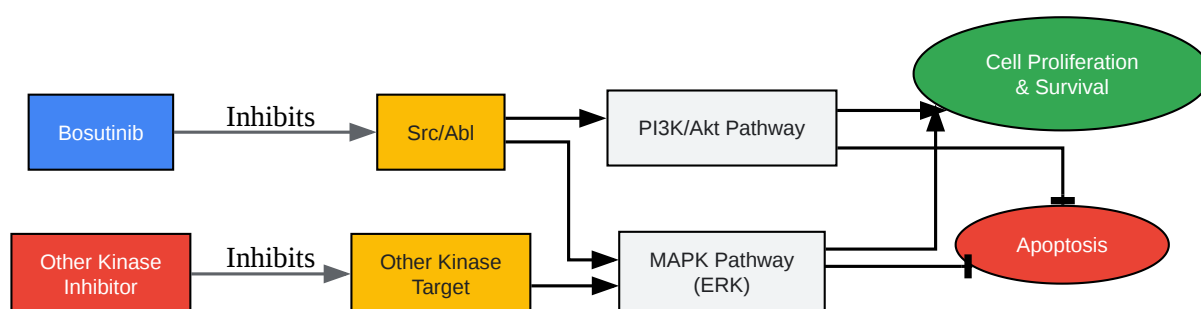 Cell Proliferation
& Survival
Inhibits
Bosutinib
Src/Abl
PI3K/Akt Pathway
Inhibits
Other Kinase
Inhibitor
Other Kinase
Target
MAPK Pathway
(ERK)
Apoptosis